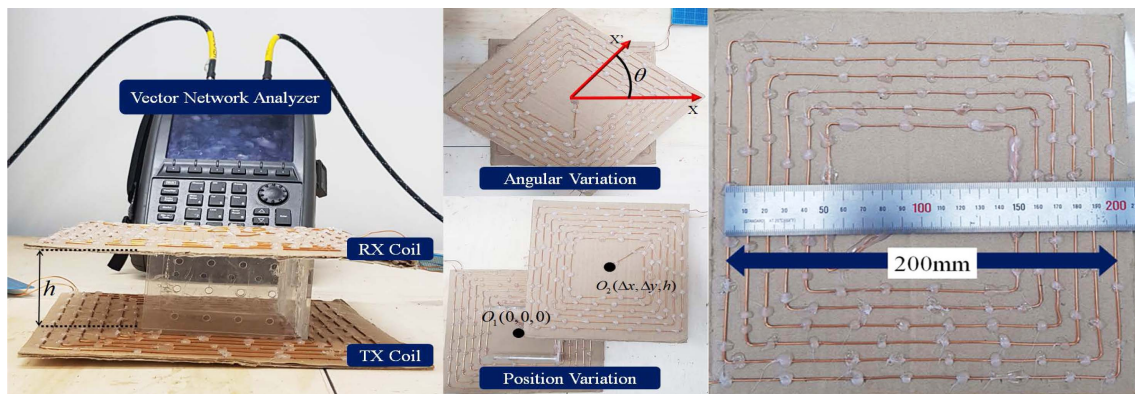 Vector Network Analyzer
RX Coil
h
TX Coil
X'
θ
X
Angular Variation
O₂(Δx, Δy, h)
O₁(0, 0, 0)
Position Variation
10 20 30 40 50 60 70 80 90 100 110 120 130 140 150 160 170 180 190 200
200mm